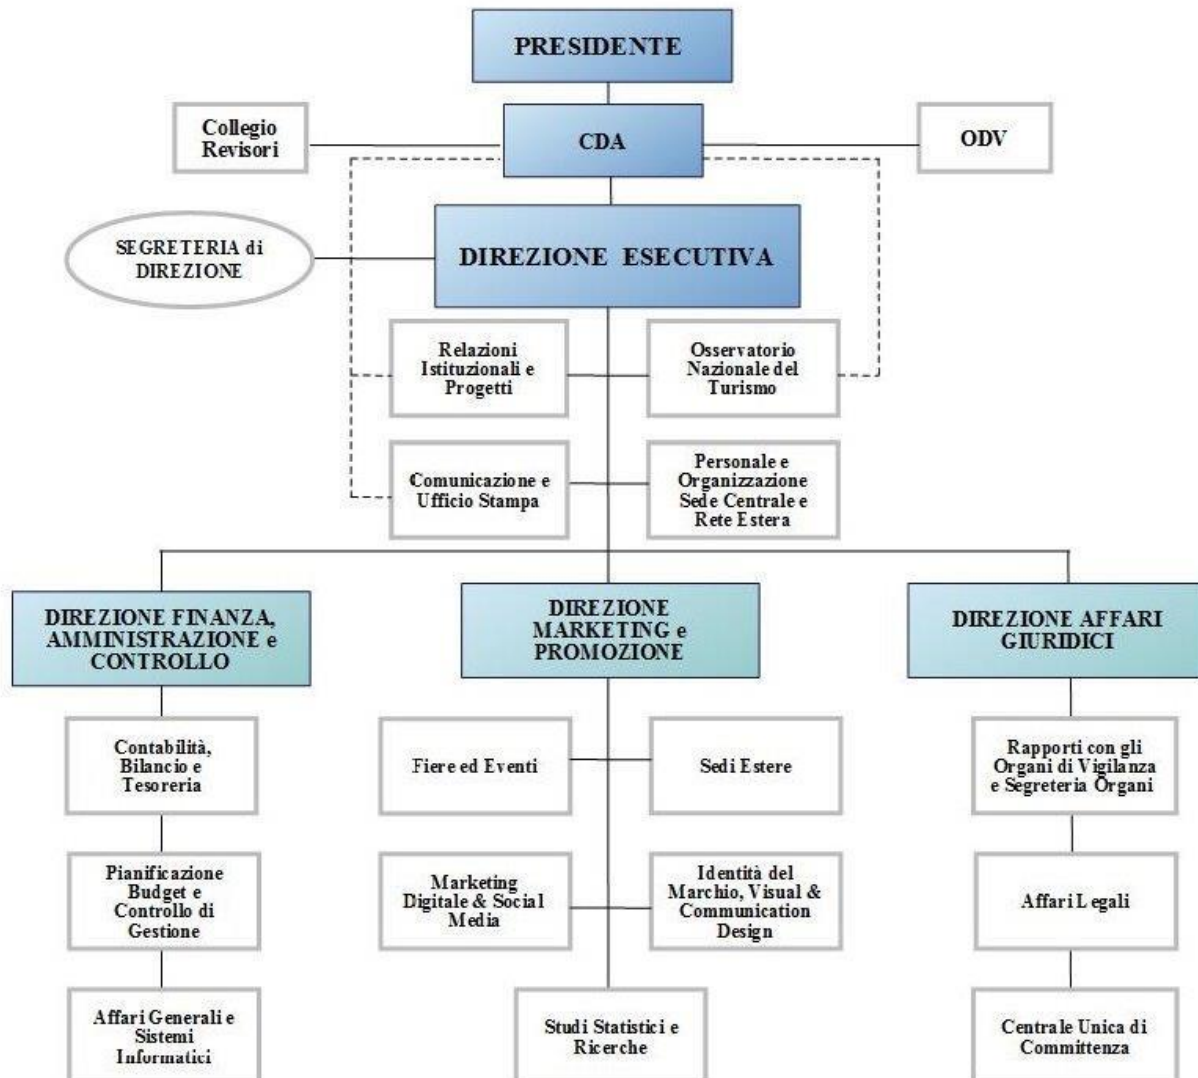 PRESIDENTE
Collegio
Revisori
CDA
ODV
SEGRETERIA di
DIREZIONE
DIREZIONE ESECUTIVA
Relazioni
Istituzionali e
Progetti
Osservatorio
Nazionale del
Turismo
Comunicazione e
Ufficio Stampa
Personale e
Organizzazione
Sede Centrale e
Rete Estera
DIREZIONE FINANZA,
AMMINISTRAZIONE e
CONTROLLO
DIREZIONE
MARKETING e
PROMOZIONE
DIREZIONE AFFARI
GIURIDICI
Contabilità,
Bilancio e
Tesoreria
Fiere ed Eventi
Sedi Estere
Rapporti con gli
Organi di Vigilanza
e Segreteria Organi
Pianificazione
Budget e
Controllo di
Gestione
Marketing
Digitale & Social
Media
Identità del
Marchio, Visual &
Communication
Design
Affari Legali
Affari Generali e
Sistemi
Informatici
Studi Statistici e
Ricerche
Centrale Unica di
Committenza